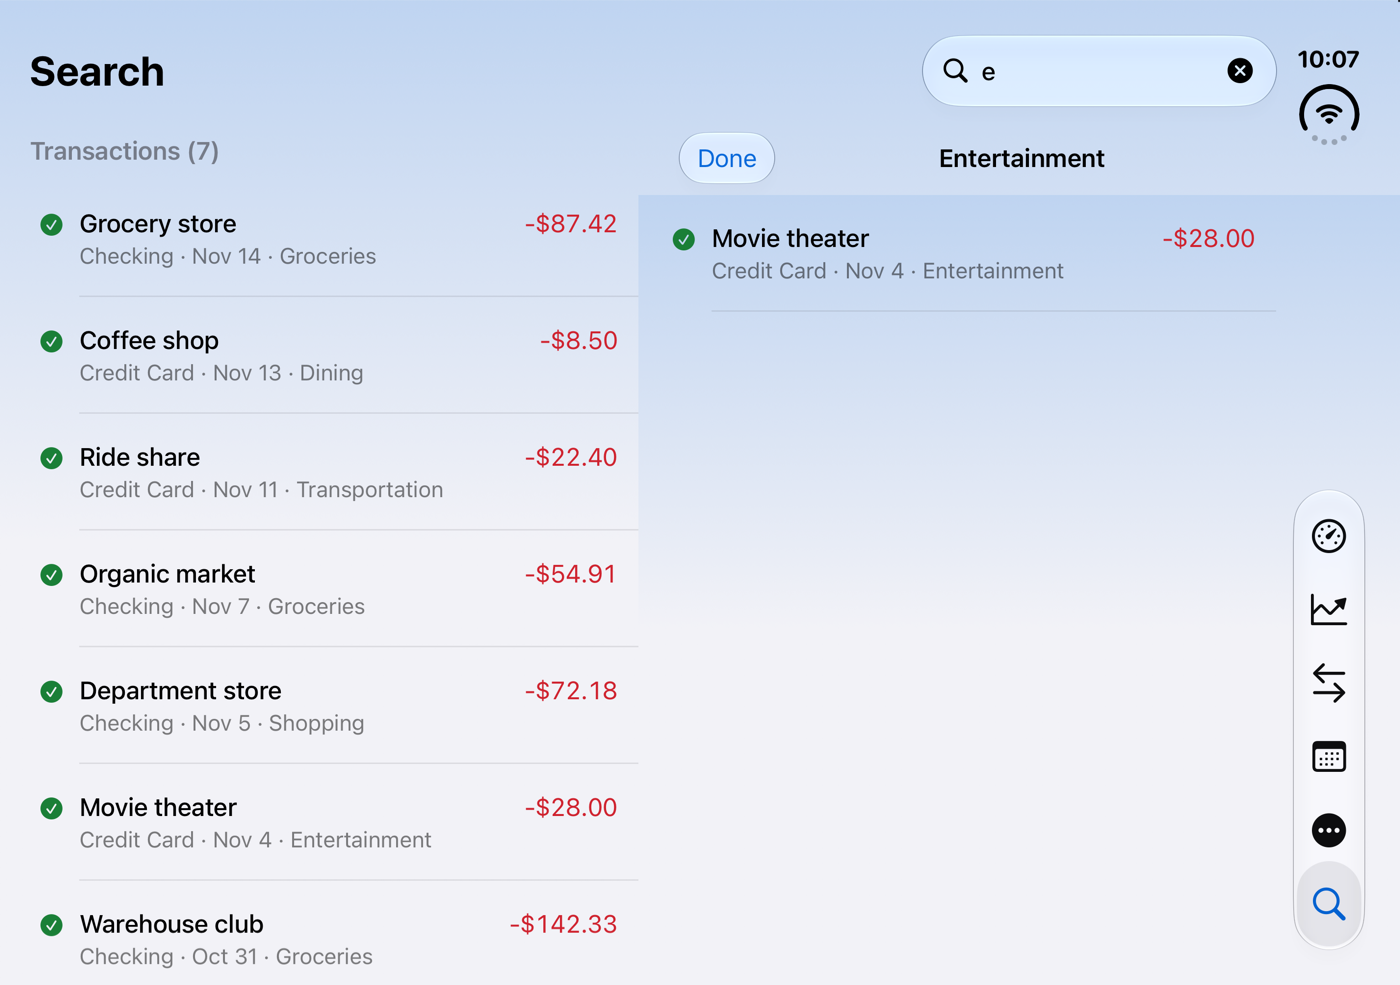 Search
e
10:07
Transactions (7)
Grocery store -$87.42
Checking · Nov 14 · Groceries
Coffee shop -$8.50
Credit Card · Nov 13 · Dining
Ride share -$22.40
Credit Card · Nov 11 · Transportation
Organic market -$54.91
Checking · Nov 7 · Groceries
Department store -$72.18
Checking · Nov 5 · Shopping
Movie theater -$28.00
Credit Card · Nov 4 · Entertainment
Warehouse club -$142.33
Checking · Oct 31 · Groceries
Done Entertainment
Movie theater -$28.00
Credit Card · Nov 4 · Entertainment